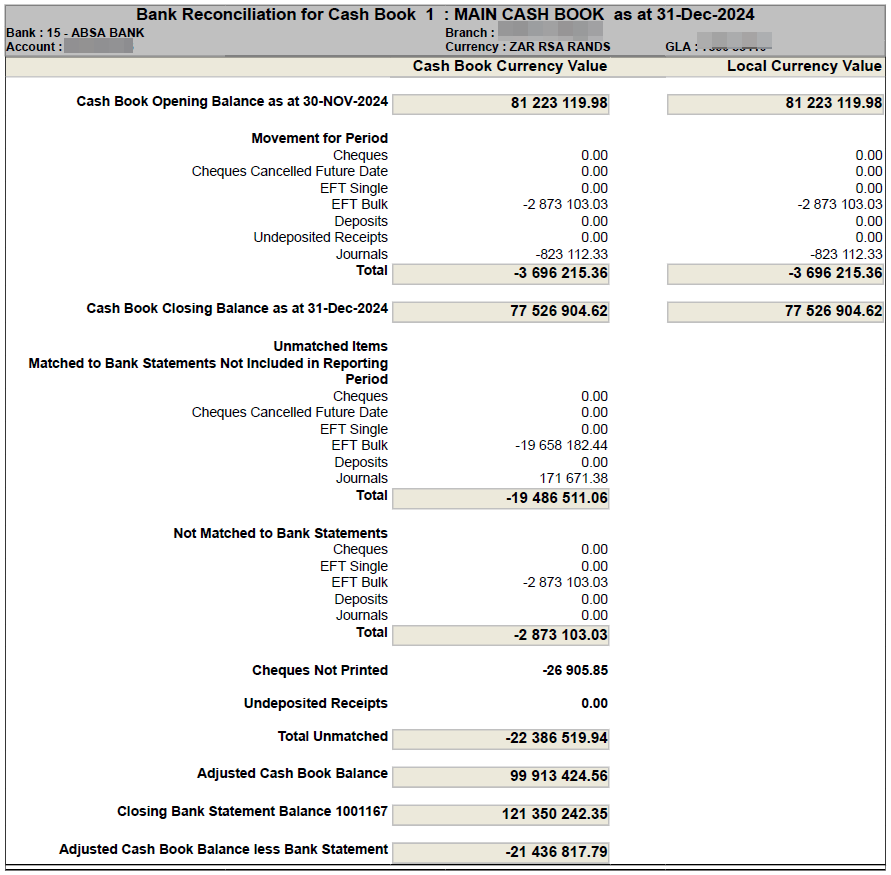 Bank Reconciliation for Cash Book 1 : MAIN CASH BOOK as at 31-Dec-2024
Bank : 15 - ABSA BANK Branch :
Account : Currency : ZAR RSA RANDS GLA :
Cash Book Currency Value Local Currency Value
Cash Book Opening Balance as at 30-NOV-2024 81 223 119.98 81 223 119.98
Movement for Period
Cheques 0.00 0.00
Cheques Cancelled Future Date 0.00 0.00
EFT Single 0.00 0.00
EFT Bulk -2 873 103.03 -2 873 103.03
Deposits 0.00 0.00
Undeposited Receipts 0.00 0.00
Journals -823 112.33 -823 112.33
Total -3 696 215.36 -3 696 215.36
Cash Book Closing Balance as at 31-Dec-2024 77 526 904.62 77 526 904.62
Unmatched Items
Matched to Bank Statements Not Included in Reporting
Period
Cheques 0.00
Cheques Cancelled Future Date 0.00
EFT Single 0.00
EFT Bulk -19 658 182.44
Deposits 0.00
Journals 171 671.38
Total -19 486 511.06
Not Matched to Bank Statements
Cheques 0.00
EFT Single 0.00
EFT Bulk -2 873 103.03
Deposits 0.00
Journals 0.00
Total -2 873 103.03
Cheques Not Printed -26 905.85
Undeposited Receipts 0.00
Total Unmatched -22 386 519.94
Adjusted Cash Book Balance 99 913 424.56
Closing Bank Statement Balance 1001167 121 350 242.35
Adjusted Cash Book Balance less Bank Statement -21 436 817.79